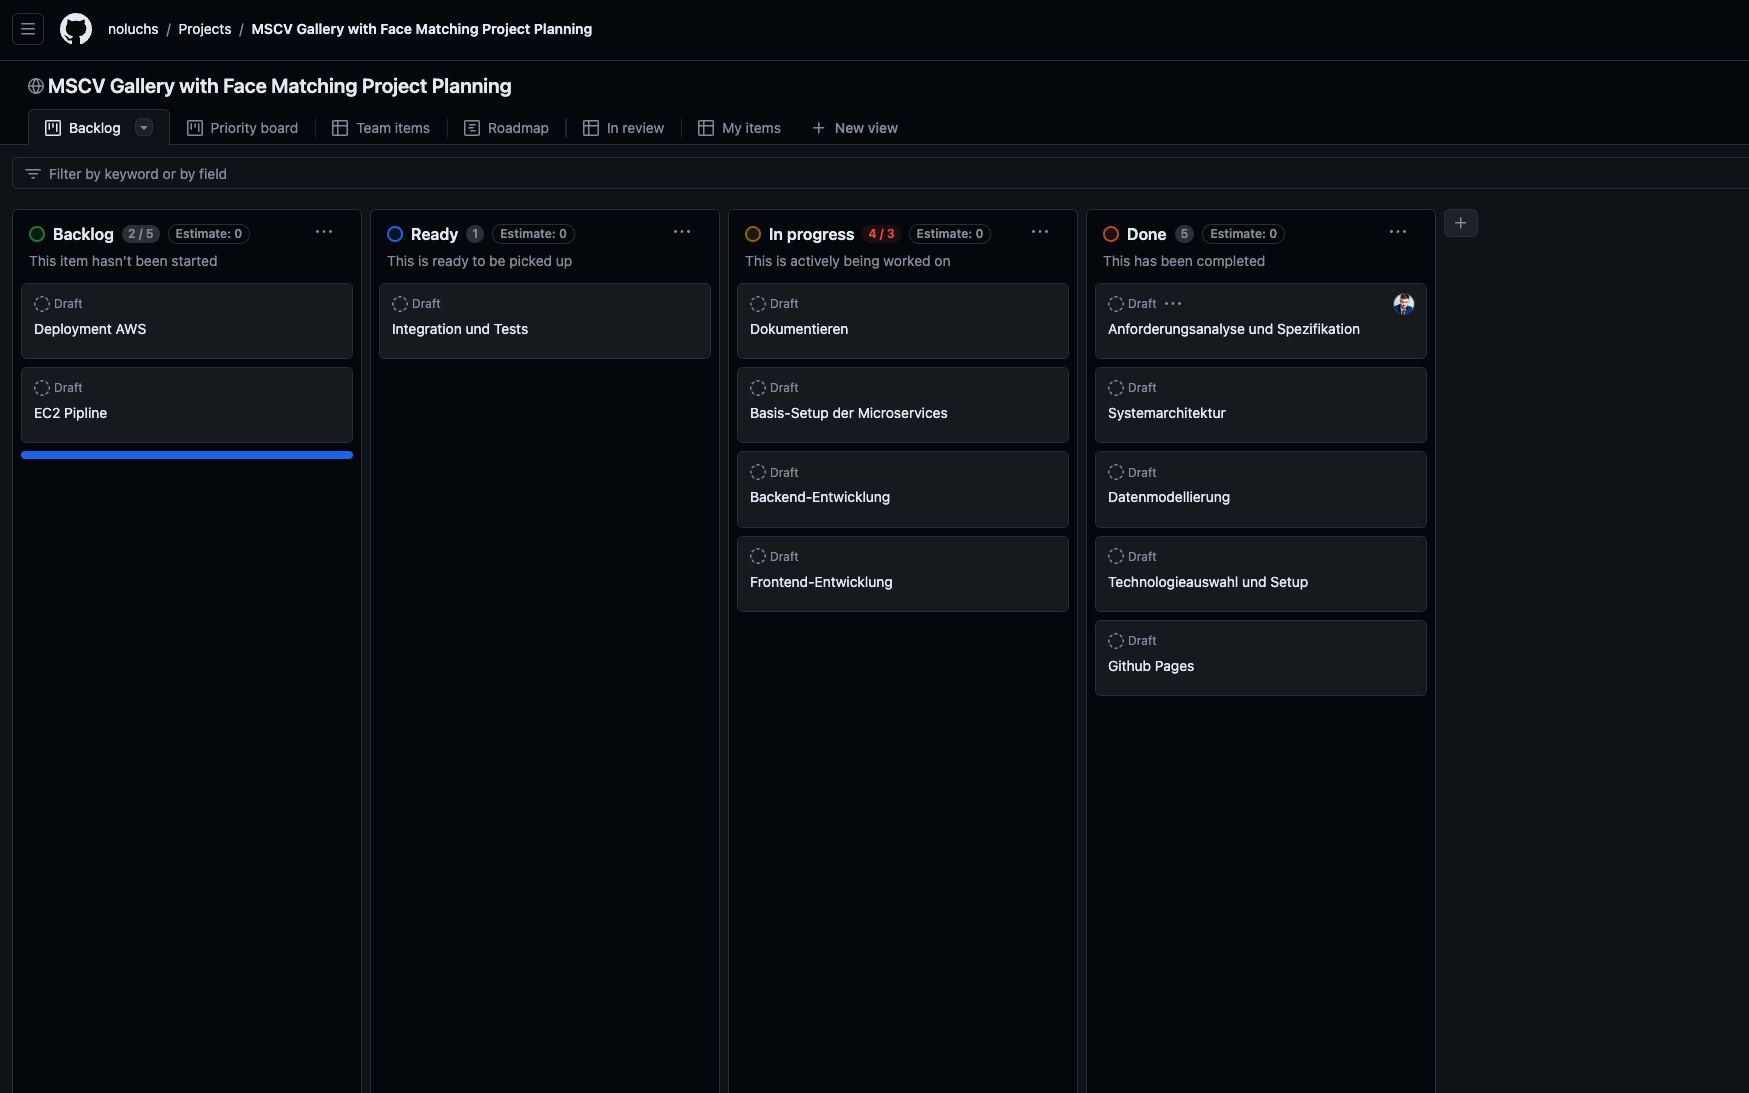 noluchs / Projects / MSCV Gallery with Face Matching Project Planning
MSCV Gallery with Face Matching Project Planning
Backlog
Priority board
Team items
Roadmap
In review
My items
New view
Filter by keyword or by field
Backlog 2 / 5 Estimate: 0
This item hasn't been started
Draft
Deployment AWS
Draft
EC2 Pipline
Ready 1 Estimate: 0
This is ready to be picked up
Draft
Integration und Tests
In progress 4 / 3 Estimate: 0
This is actively being worked on
Draft
Dokumentieren
Draft
Basis-Setup der Microservices
Draft
Backend-Entwicklung
Draft
Frontend-Entwicklung
Done 5 Estimate: 0
This has been completed
Draft
Anforderungsanalyse und Spezifikation
Draft
Systemarchitektur
Draft
Datenmodellierung
Draft
Technologieauswahl und Setup
Draft
Github Pages